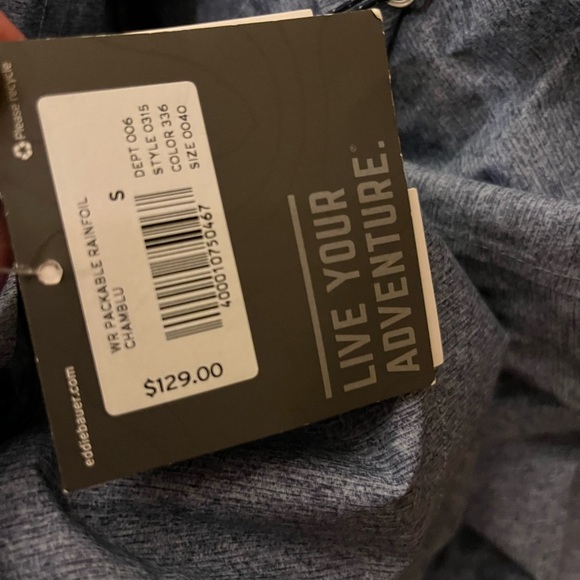 Please recycle
DEPT 006
STYLE 0315
COLOR 336
SIZE 0040
400010750467
S
WR PACKABLE RAINFOIL
CHAMBLU
$129.00
eddiebauer.com
LIVE YOUR
ADVENTURE.®